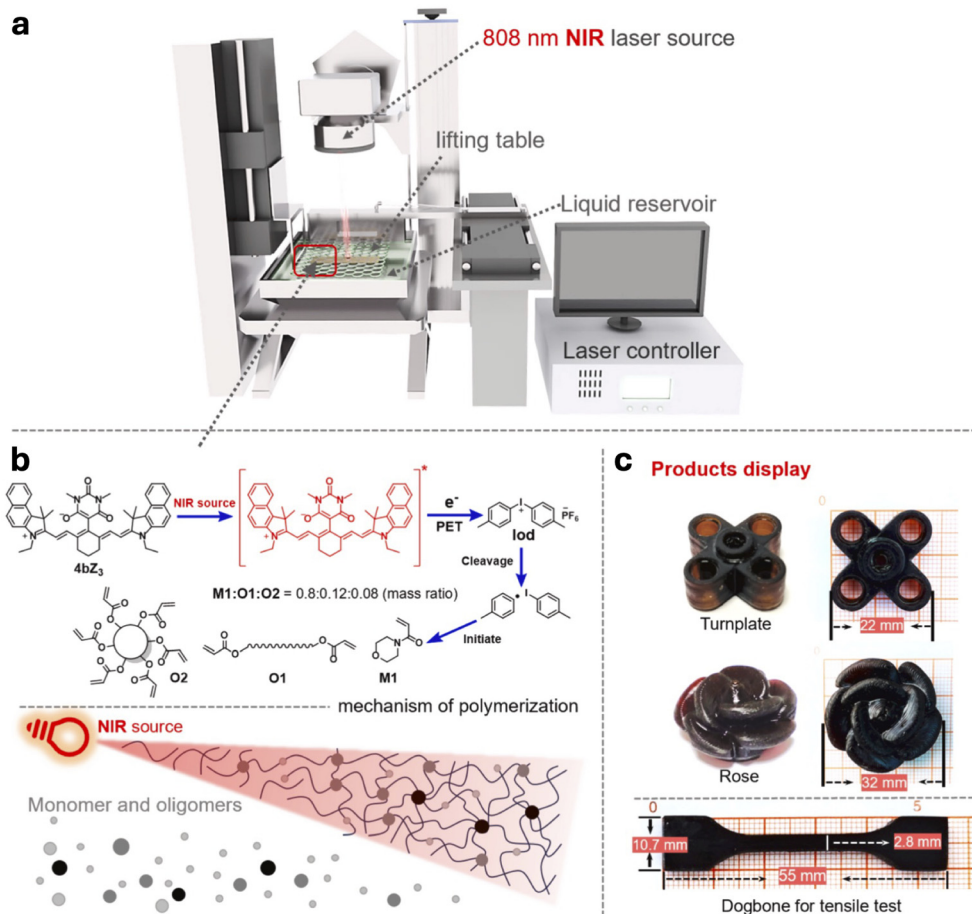 a
808 nm NIR laser source
lifting table
Liquid reservoir
Laser controller
b
NIR source
*
e-
PET
I
+
PF6
Iod
4bZ3
Cleavage
M1:O1:O2 = 0.8:0.12:0.08 (mass ratio)
Initiate
O2
O1
M1
mechanism of polymerization
NIR source
Monomer and oligomers
c
Products display
0
Turnplate
22 mm
0
Rose
32 mm
0
5
10.7 mm
2.8 mm
55 mm
Dogbone for tensile test